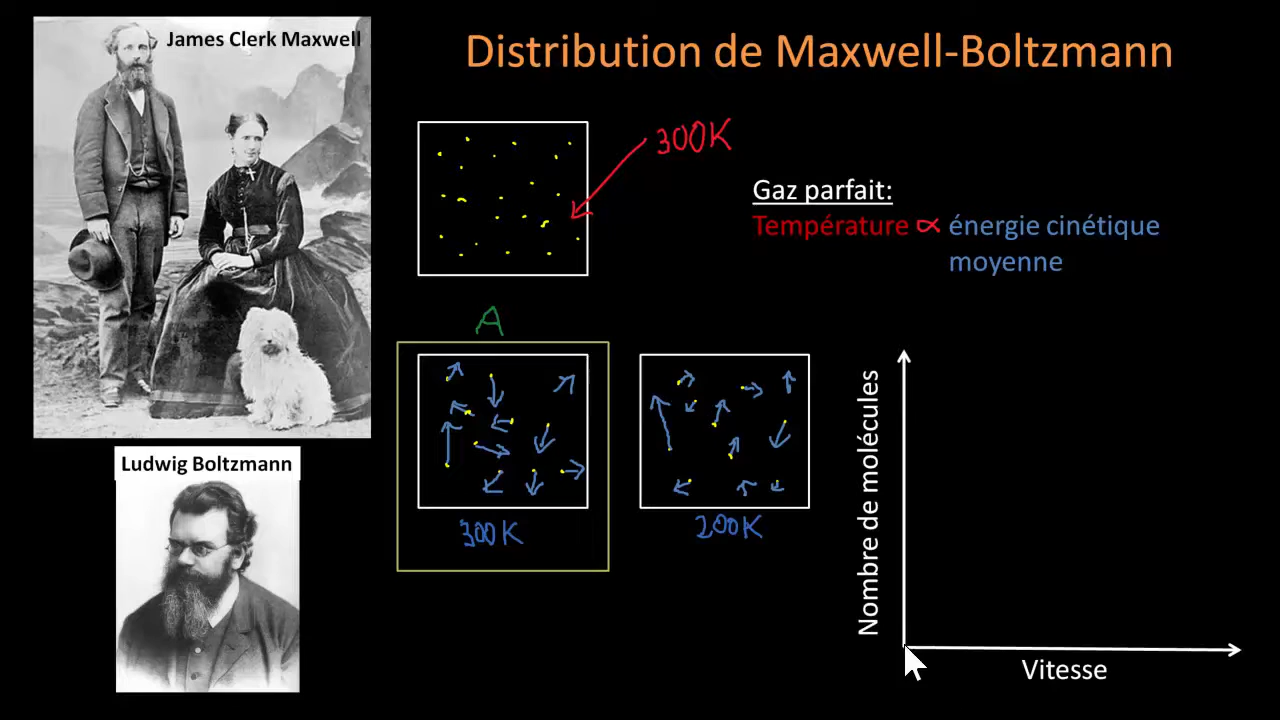 James Clerk Maxwell
Distribution de Maxwell-Boltzmann
300K
Gaz parfait:
Température ∝ énergie cinétique
moyenne
A
Ludwig Boltzmann
300K
200K
Nombre de molécules
Vitesse